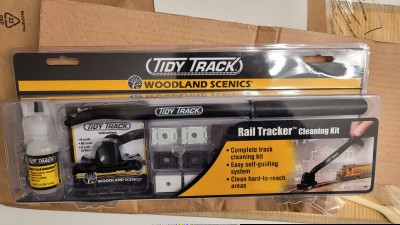 TIDY TRACK
WOODLAND SCENICS
TIDY TRACK
TIDY TRACK
WOODLAND SCENICS
TIDY TRACK
Rail Tracker™ Cleaning Kit
• Complete track
cleaning kit
• Easy self-guiding
system
• Clean hard-to-reach
areas